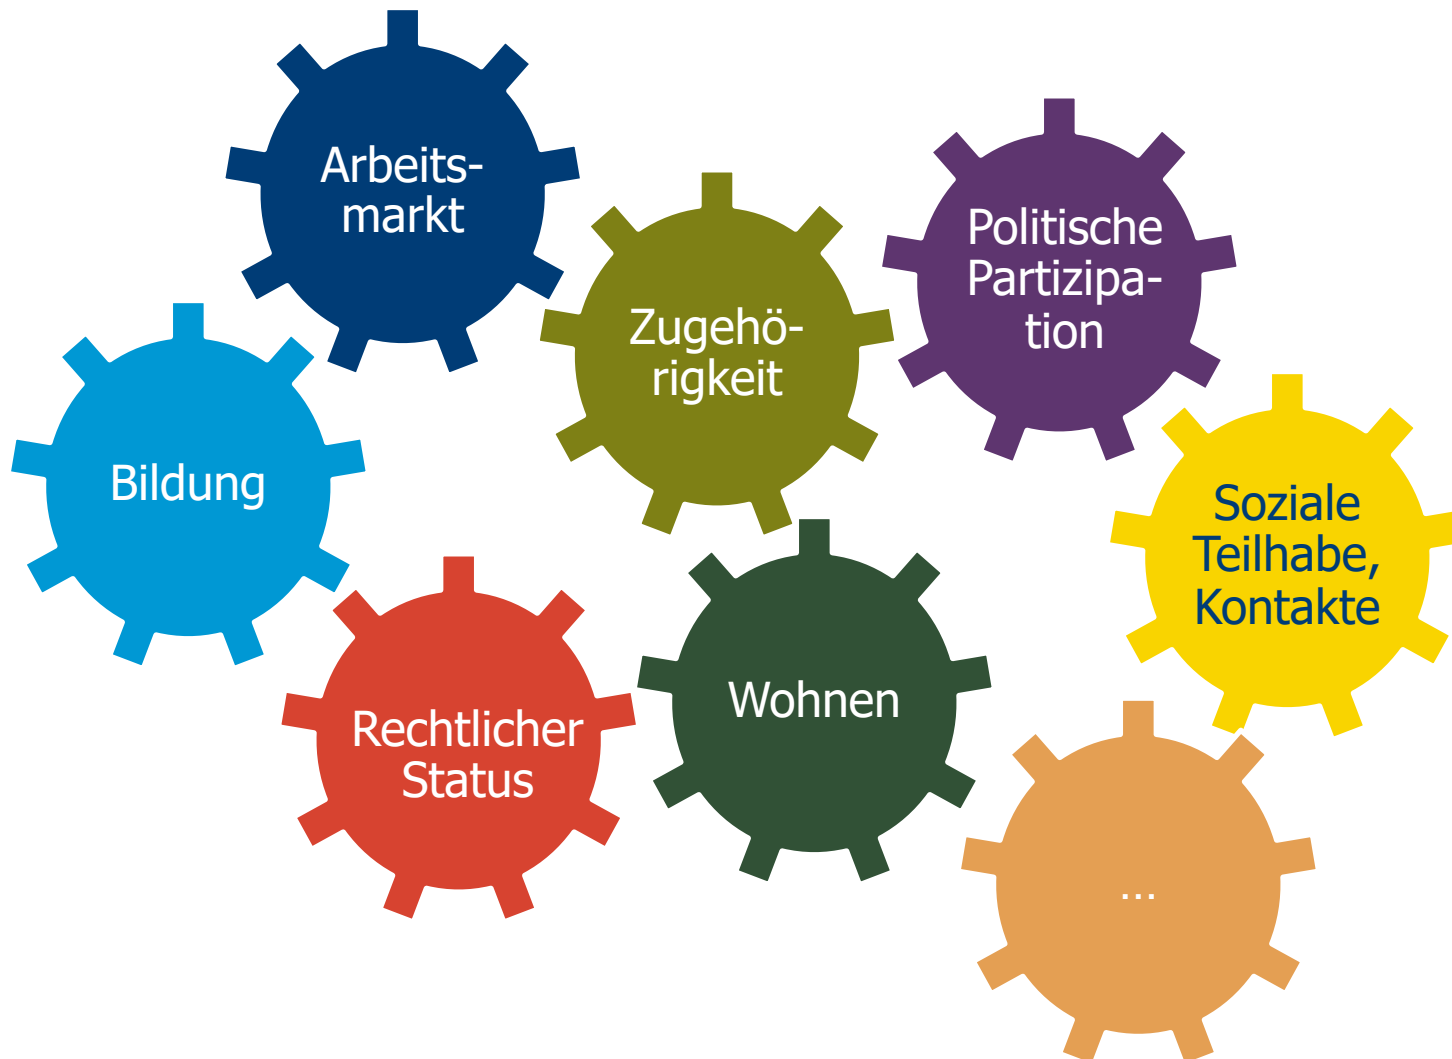 Arbeits-
markt
Zugehö-
rigkeit
Politische
Partizipa-
tion
Bildung
Soziale
Teilhabe,
Kontakte
Rechtlicher
Status
Wohnen
...